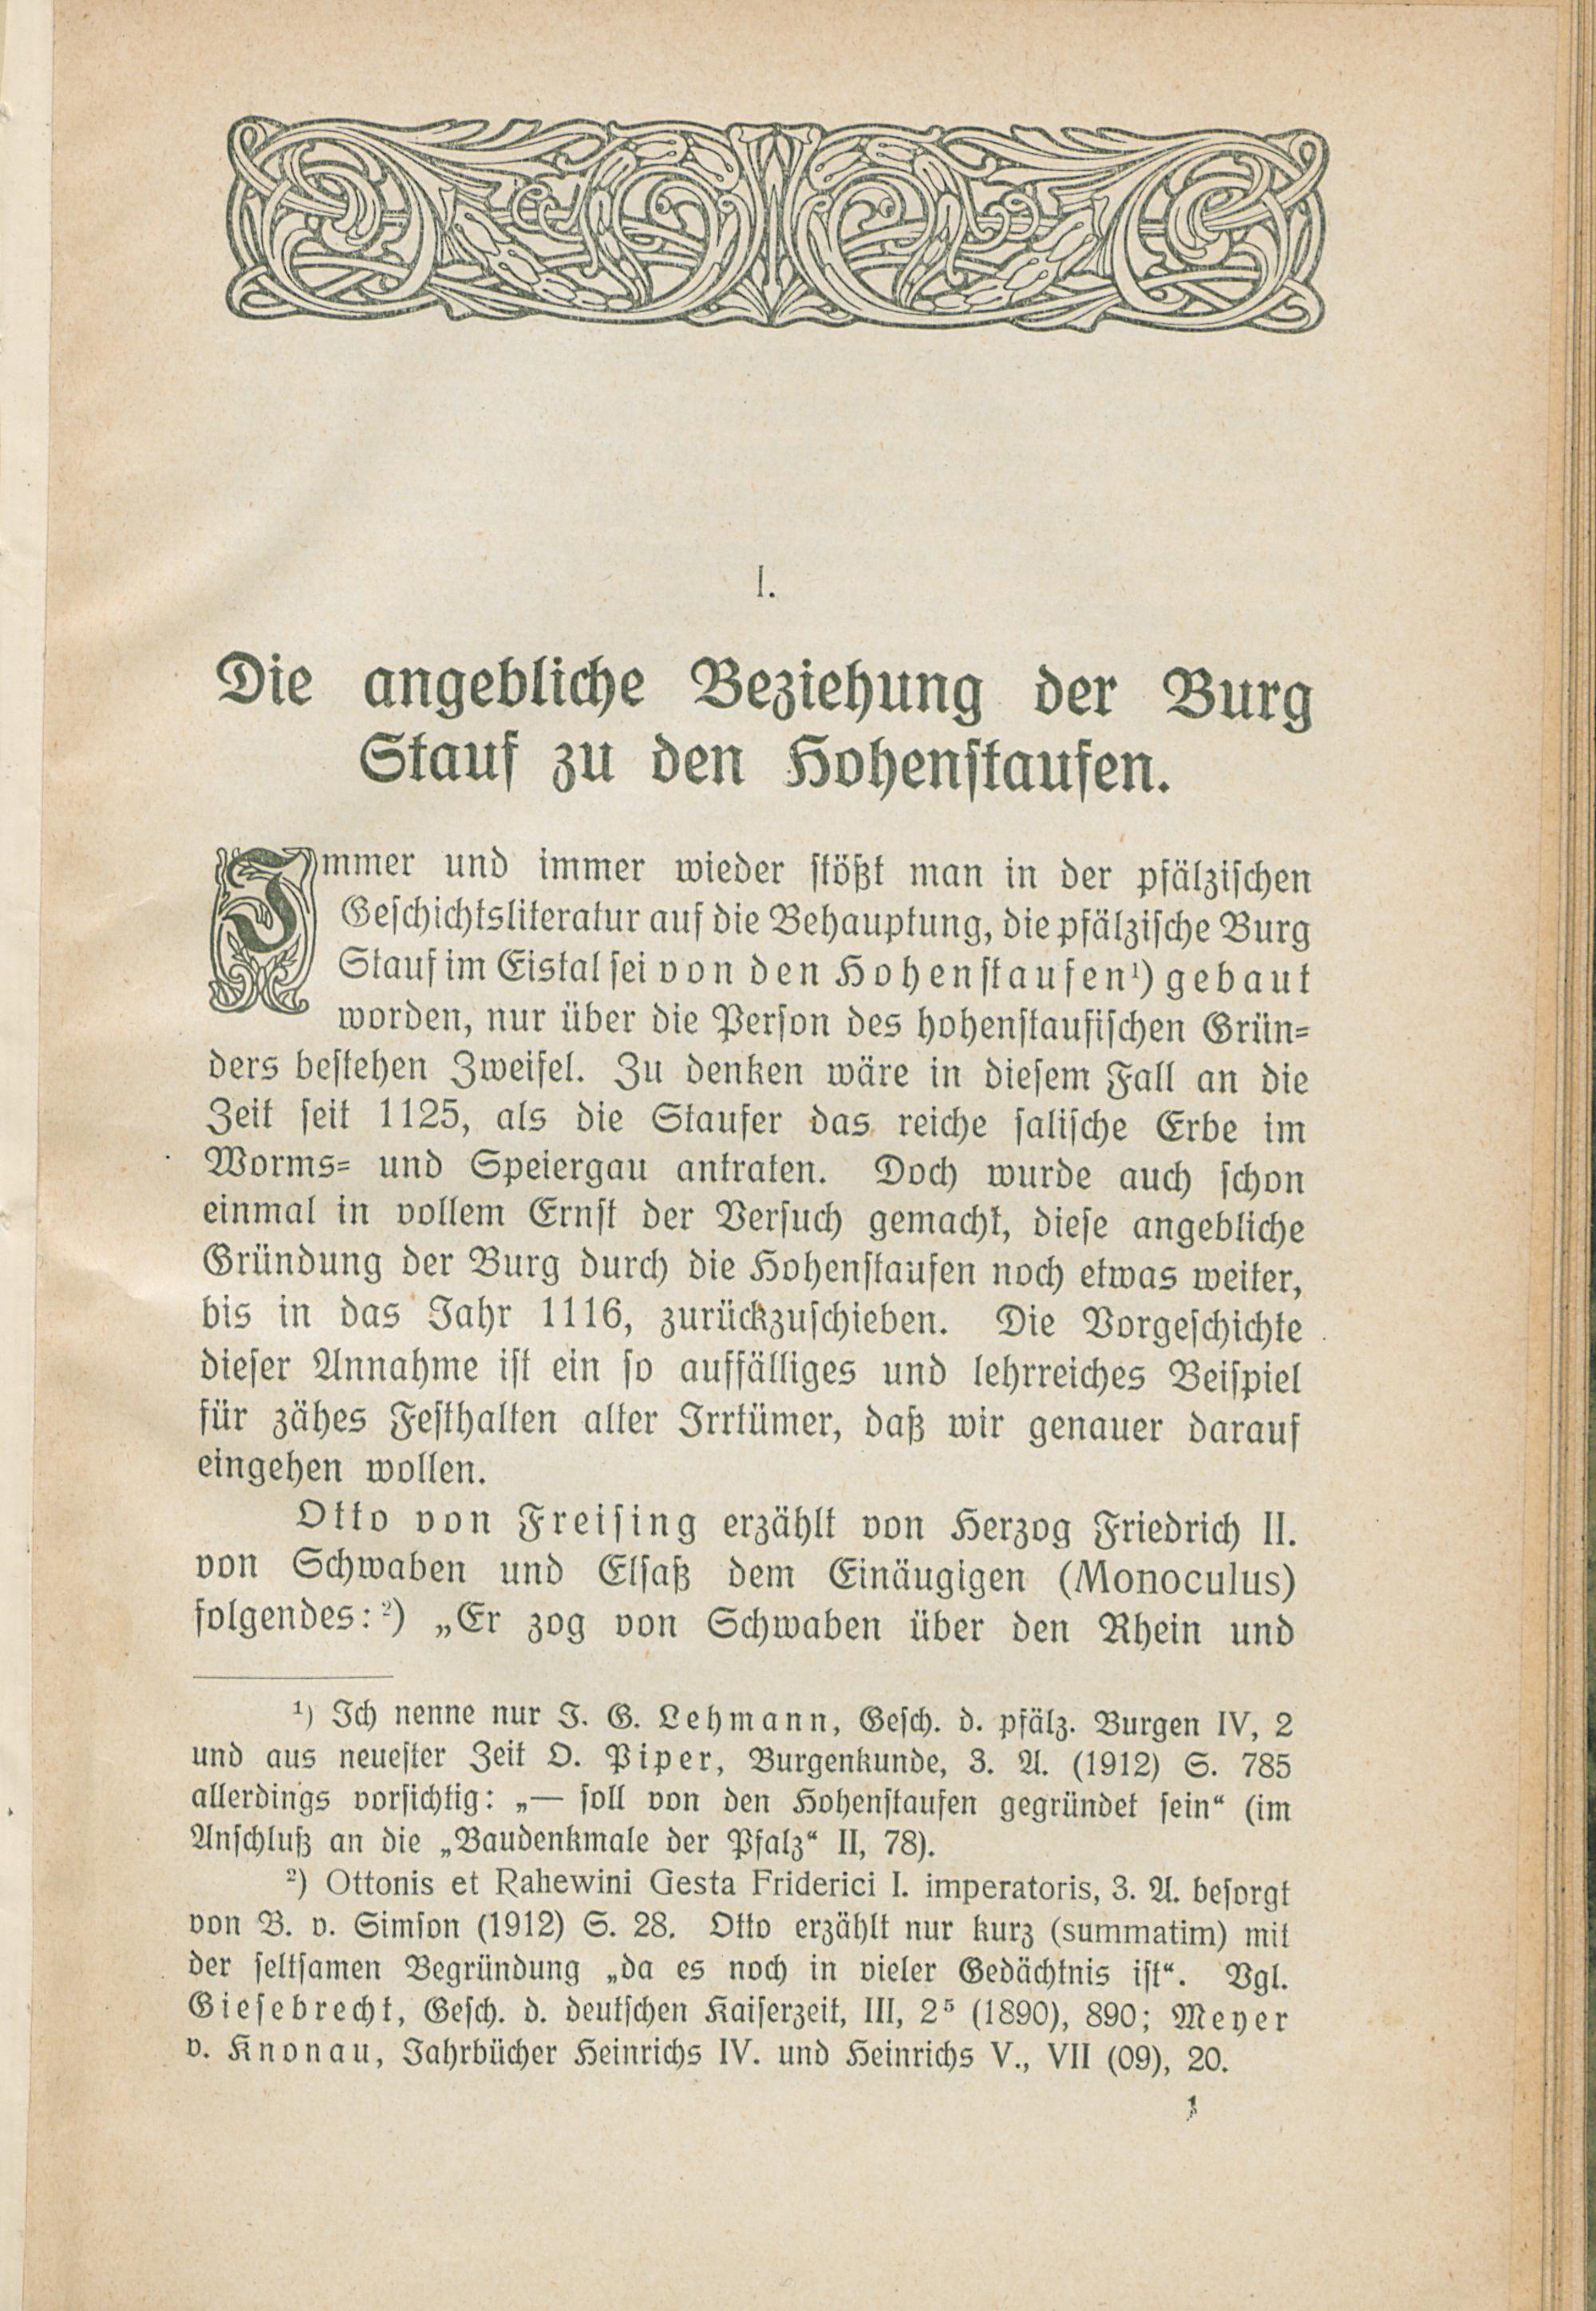 I.
Die angebliche Beziehung der Burg
Stauf zu den Hohenstaufen.
Immer und immer wieder stößt man in der pfälzischen
Geschichtsliteratur auf die Behauptung, die pfälzische Burg
Stauf im Eistal sei von den Hohenstaufen¹) gebaut
worden, nur über die Person des hohenstaufischen Grün=
ders bestehen Zweifel. Zu denken wäre in diesem Fall an die
Zeit seit 1125, als die Staufer das reiche salische Erbe im
Worms= und Speiergau antraten. Doch wurde auch schon
einmal in vollem Ernst der Versuch gemacht, diese angebliche
Gründung der Burg durch die Hohenstaufen noch etwas weiter,
bis in das Jahr 1116, zurückzuschieben. Die Vorgeschichte
dieser Annahme ist ein so auffälliges und lehrreiches Beispiel
für zähes Festhalten alter Irrtümer, daß wir genauer darauf
eingehen wollen.
Otto von Freising erzählt von Herzog Friedrich II.
von Schwaben und Elsaß dem Einäugigen (Monoculus)
folgendes:²) „Er zog von Schwaben über den Rhein und
¹) Ich nenne nur J. G. Lehmann, Gesch. d. pfälz. Burgen IV, 2
und aus neuester Zeit O. Piper, Burgenkunde, 3. A. (1912) S. 785
allerdings vorsichtig: „— soll von den Hohenstaufen gegründet sein“ (im
Anschluß an die „Baudenkmale der Pfalz“ II, 78).
²) Ottonis et Rahewini Gesta Friderici I. imperatoris, 3. A. besorgt
von B. v. Simson (1912) S. 28. Otto erzählt nur kurz (summatim) mit
der seltsamen Begründung „da es noch in vieler Gedächtnis ist“. Vgl.
Giesebrecht, Gesch. d. deutschen Kaiserzeit, III, 2⁵ (1890), 890; Meyer
v. Knonau, Jahrbücher Heinrichs IV. und Heinrichs V., VII (09), 20.
1